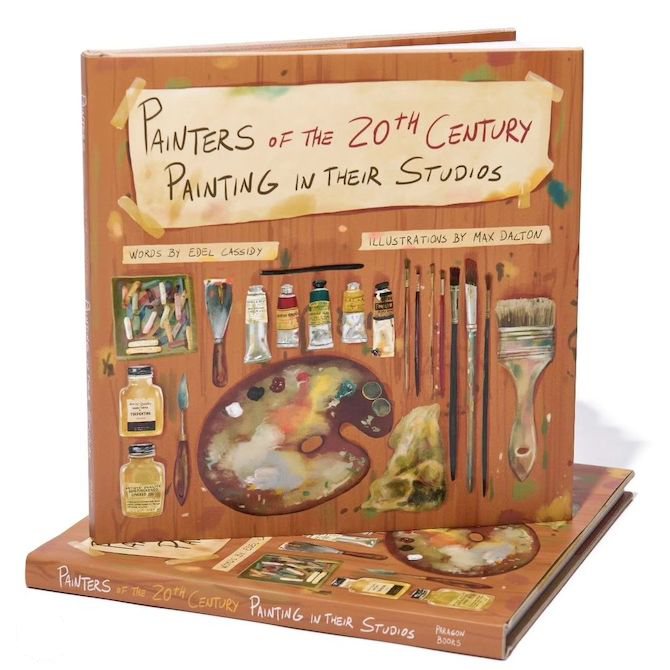 PAINTERS OF THE 20TH CENTURY
PAINTING IN THEIR STUDIOS
WORDS BY EDEL CASSIDY
ILLUSTRATIONS BY MAX DALTON
PAINTERS OF THE 20TH CENTURY PAINTING IN THEIR STUDIOS
PARAGON
BOOKS